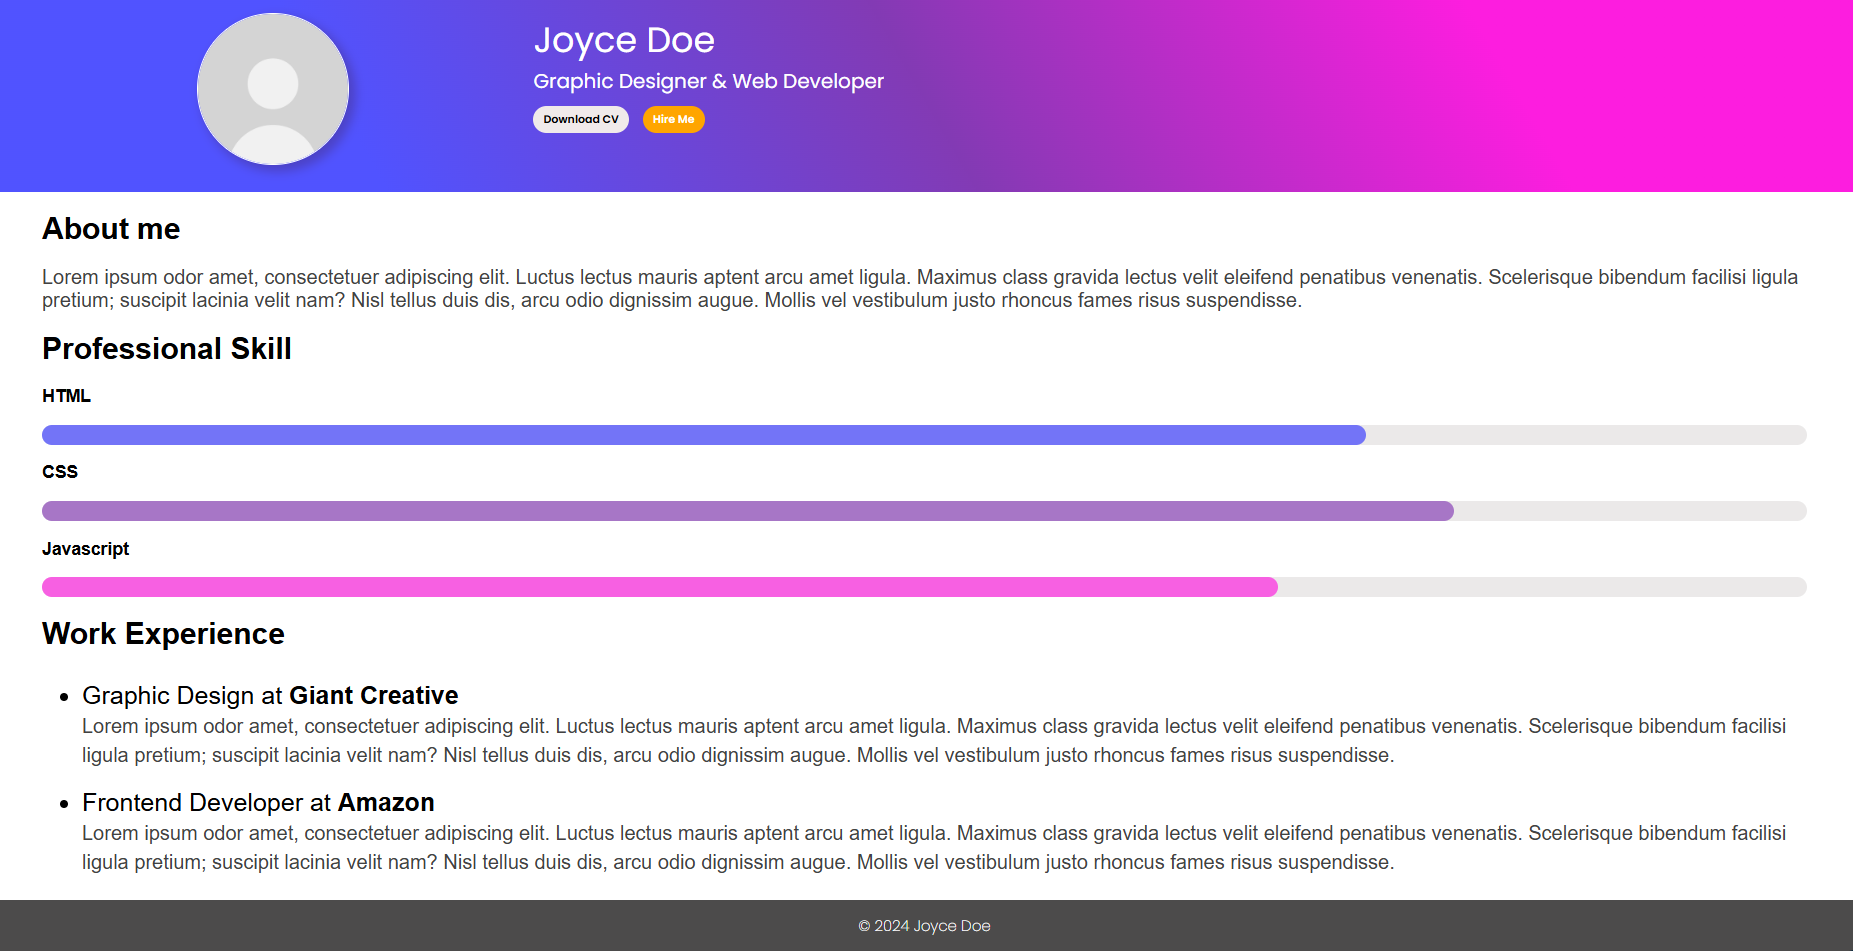 Joyce Doe
Graphic Designer & Web Developer
Download CV Hire Me
About me
Lorem ipsum odor amet, consectetuer adipiscing elit. Luctus lectus mauris aptent arcu amet ligula. Maximus class gravida lectus velit eleifend penatibus venenatis. Scelerisque bibendum facilisi ligula
pretium; suscipit lacinia velit nam? Nisl tellus duis dis, arcu odio dignissim augue. Mollis vel vestibulum justo rhoncus fames risus suspendisse.
Professional Skill
HTML
CSS
Javascript
Work Experience
• Graphic Design at Giant Creative
Lorem ipsum odor amet, consectetuer adipiscing elit. Luctus lectus mauris aptent arcu amet ligula. Maximus class gravida lectus velit eleifend penatibus venenatis. Scelerisque bibendum facilisi
ligula pretium; suscipit lacinia velit nam? Nisl tellus duis dis, arcu odio dignissim augue. Mollis vel vestibulum justo rhoncus fames risus suspendisse.
• Frontend Developer at Amazon
Lorem ipsum odor amet, consectetuer adipiscing elit. Luctus lectus mauris aptent arcu amet ligula. Maximus class gravida lectus velit eleifend penatibus venenatis. Scelerisque bibendum facilisi
ligula pretium; suscipit lacinia velit nam? Nisl tellus duis dis, arcu odio dignissim augue. Mollis vel vestibulum justo rhoncus fames risus suspendisse.
© 2024 Joyce Doe